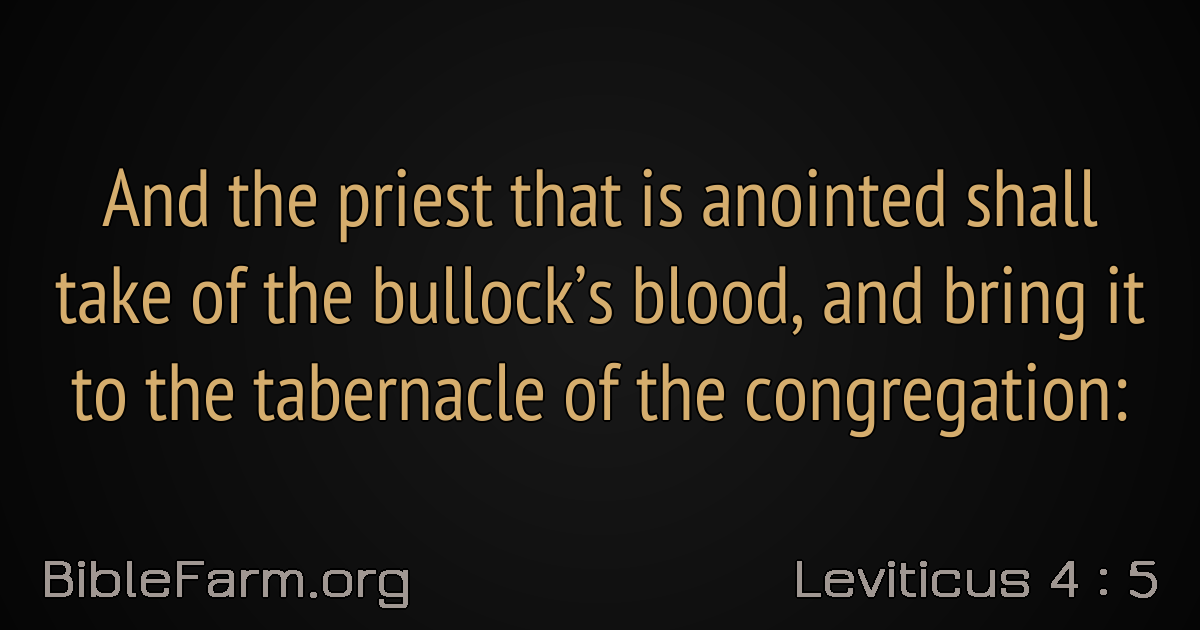 And the priest that is anointed shall
take of the bullock’s blood, and bring it
to the tabernacle of the congregation:
BibleFarm.org
Leviticus 4 : 5